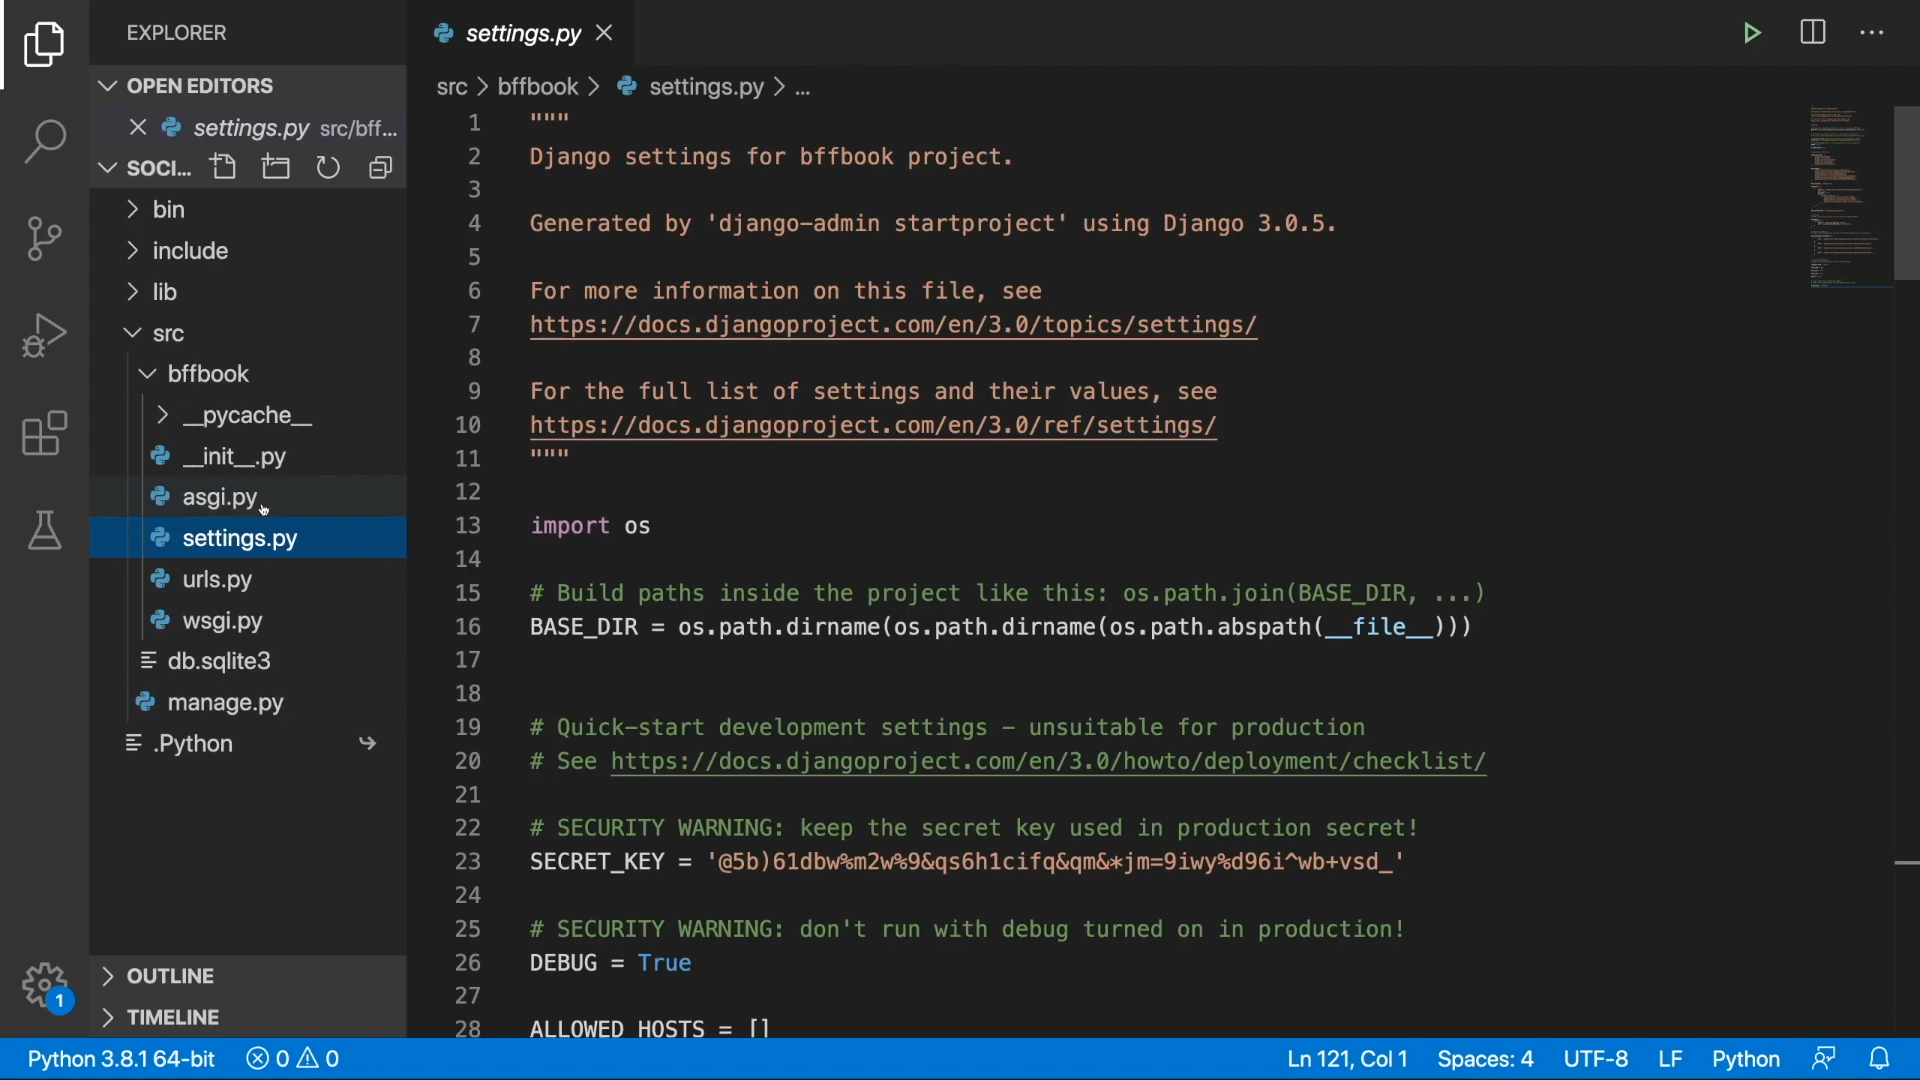 EXPLORER
OPEN EDITORS
settings.py src/bff...
SOCI...
bin
include
lib
src
bffbook
__pycache__
__init__.py
asgi.py
settings.py
urls.py
wsgi.py
db.sqlite3
manage.py
.Python
OUTLINE
TIMELINE
1
settings.py
src > bffbook > settings.py > ...
1 """
2 Django settings for bffbook project.
3
4 Generated by 'django-admin startproject' using Django 3.0.5.
5
6 For more information on this file, see
7 https://docs.djangoproject.com/en/3.0/topics/settings/
8
9 For the full list of settings and their values, see
10 https://docs.djangoproject.com/en/3.0/ref/settings/
11 """
12
13 import os
14
15 # Build paths inside the project like this: os.path.join(BASE_DIR, ...)
16 BASE_DIR = os.path.dirname(os.path.dirname(os.path.abspath(__file__)))
17
18
19 # Quick-start development settings - unsuitable for production
20 # See https://docs.djangoproject.com/en/3.0/howto/deployment/checklist/
21
22 # SECURITY WARNING: keep the secret key used in production secret!
23 SECRET_KEY = '@5b)61dbw%m2w%9&qs6h1cifq&qm&*jm=9iwy%d96i^wb+vsd_'
24
25 # SECURITY WARNING: don't run with debug turned on in production!
26 DEBUG = True
27
28 ALLOWED_HOSTS = []
Python 3.8.1 64-bit 0 0 Ln 121, Col 1 Spaces: 4 UTF-8 LF Python